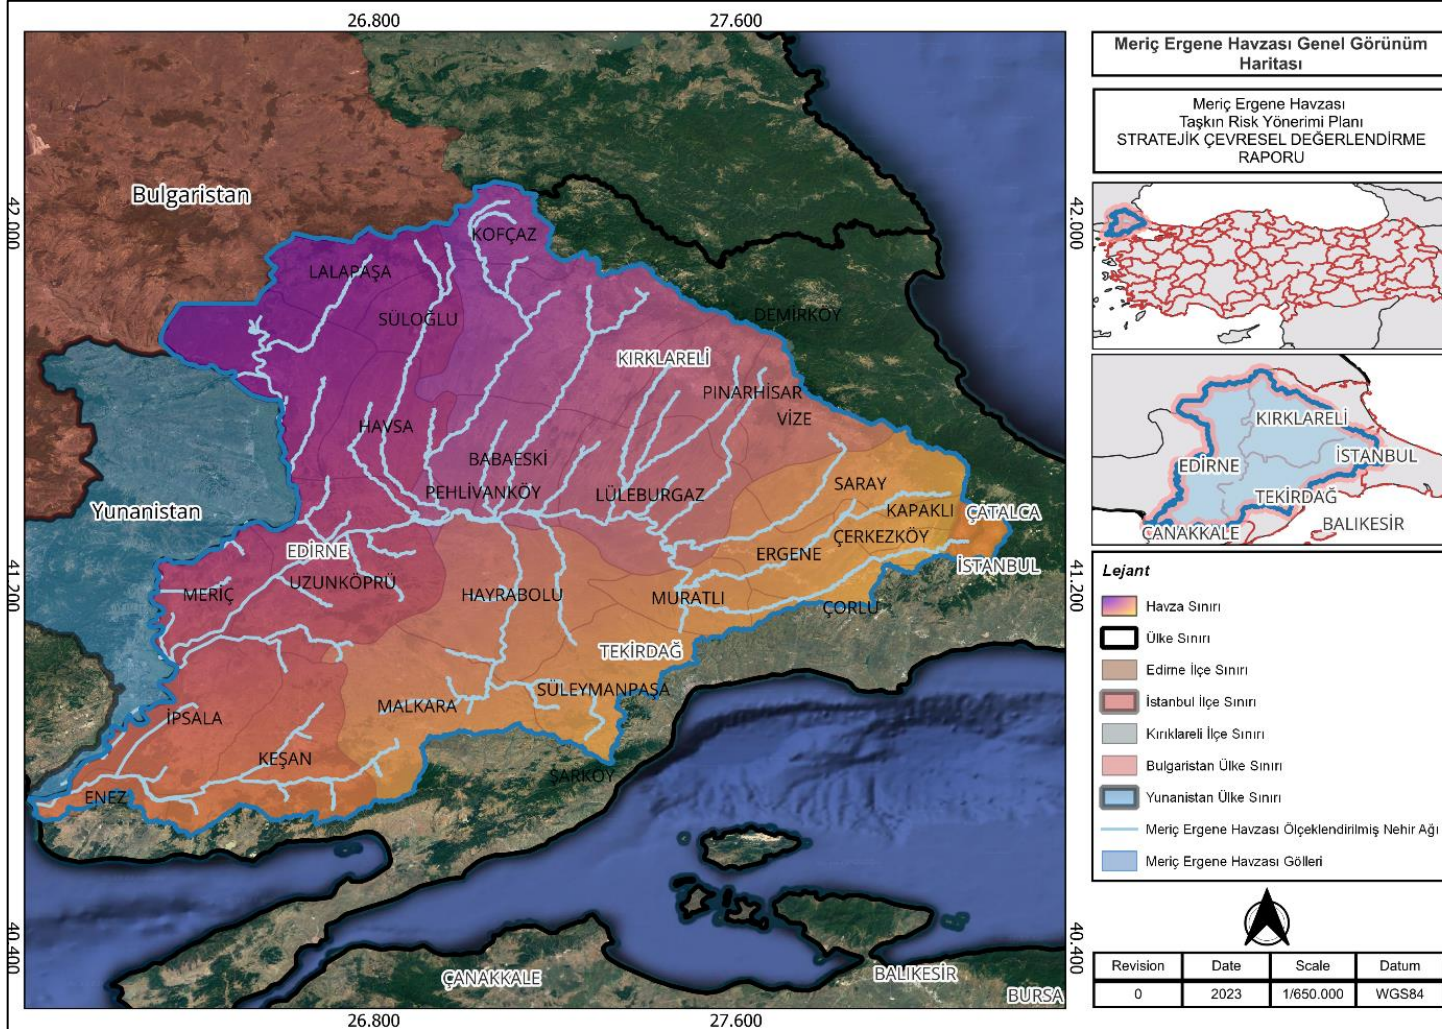 26.800
27.600
42.000
42.000
41.200
41.200
40.400
40.400
26.800
27.600
Bulgaristan
Yunanistan
KOFÇAZ
LALAPAŞA
SÜLOĞLU
DEMİRKÖY
KIRKLARELİ
PINARHİSAR
VİZE
HAVSA
BABAESKİ
PEHLİVANKÖY
LÜLEBURGAZ
SARAY
KAPAKLI
ÇATALCA
ÇERKEZKÖY
EDİRNE
ERGENE
İSTANBUL
UZUNKÖPRÜ
MERİÇ
HAYRABOLU
MURATLI
ÇORLU
TEKİRDAĞ
SÜLEYMANPAŞA
MALKARA
İPSALA
KEŞAN
ŞARKÖY
ENEZ
ÇANAKKALE
BALIKESİR
BURSA
Meriç Ergene Havzası Genel Görünüm
Haritası
Meriç Ergene Havzası
Taşkın Risk Yönerimi Planı
STRATEJİK ÇEVRESEL DEĞERLENDİRME
RAPORU
KIRKLARELİ
İSTANBUL
EDİRNE
TEKİRDAĞ
ÇANAKKALE
BALIKESİR
Lejant
Havza Sınırı
Ülke Sınırı
Edirne İlçe Sınırı
İstanbul İlçe Sınırı
Kırıklareli İlçe Sınırı
Bulgaristan Ülke Sınırı
Yunanistan Ülke Sınırı
Meriç Ergene Havzası Ölçeklendirilmiş Nehir Ağı
Meriç Ergene Havzası Gölleri
Revision Date Scale Datum
0 2023 1/650.000 WGS84